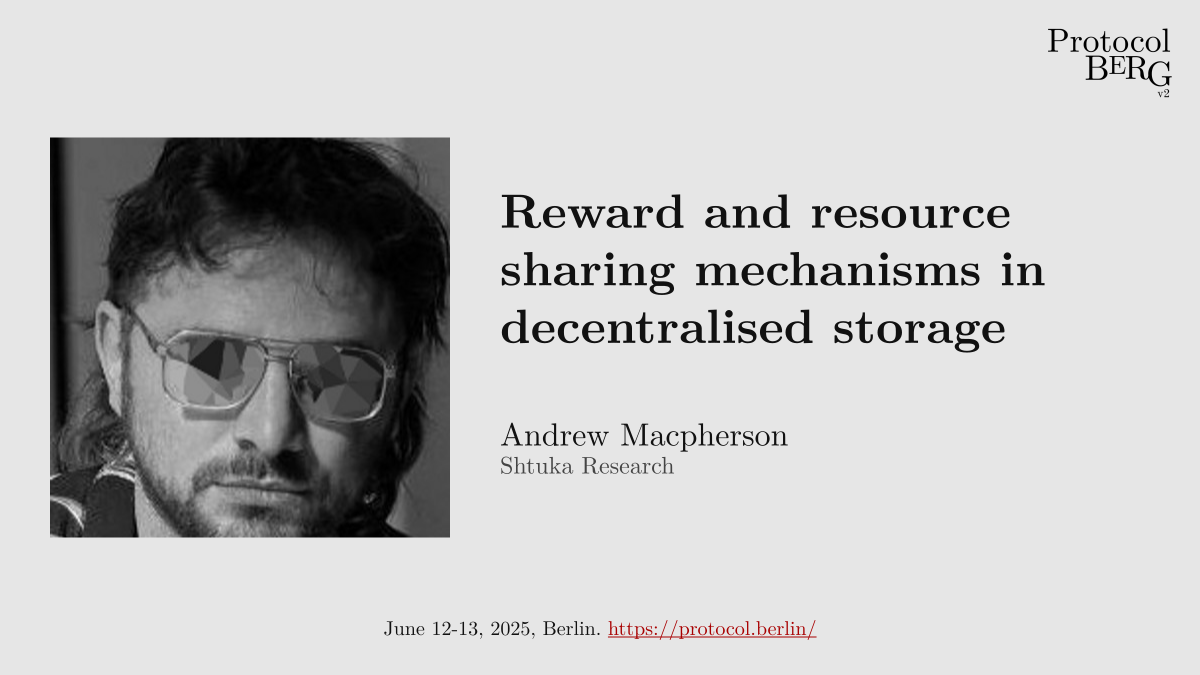 Protocol
BERG
v2
Reward and resource
sharing mechanisms in
decentralised storage
Andrew Macpherson
Shtuka Research
June 12-13, 2025, Berlin. https://protocol.berlin/